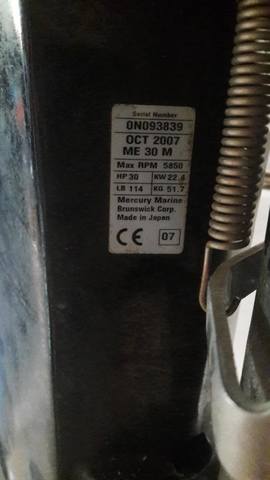 Serial Number
0N093839
OCT 2007
ME 30 M
Max RPM 5850
HP 30 KW 22.4
LB 114 KG 51.7
Mercury Marine
Brunswick Corp.
Made in Japan
CE 07